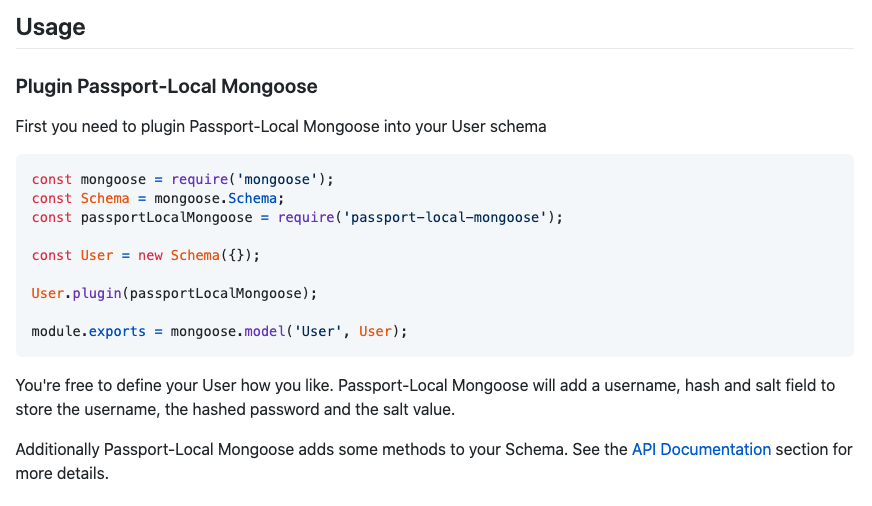 Usage
Plugin Passport-Local Mongoose
First you need to plugin Passport-Local Mongoose into your User schema
const mongoose = require('mongoose');
const Schema = mongoose.Schema;
const passportLocalMongoose = require('passport-local-mongoose');
const User = new Schema({});
User.plugin(passportLocalMongoose);
module.exports = mongoose.model('User', User);
You're free to define your User how you like. Passport-Local Mongoose will add a username, hash and salt field to
store the username, the hashed password and the salt value.
Additionally Passport-Local Mongoose adds some methods to your Schema. See the API Documentation section for
more details.